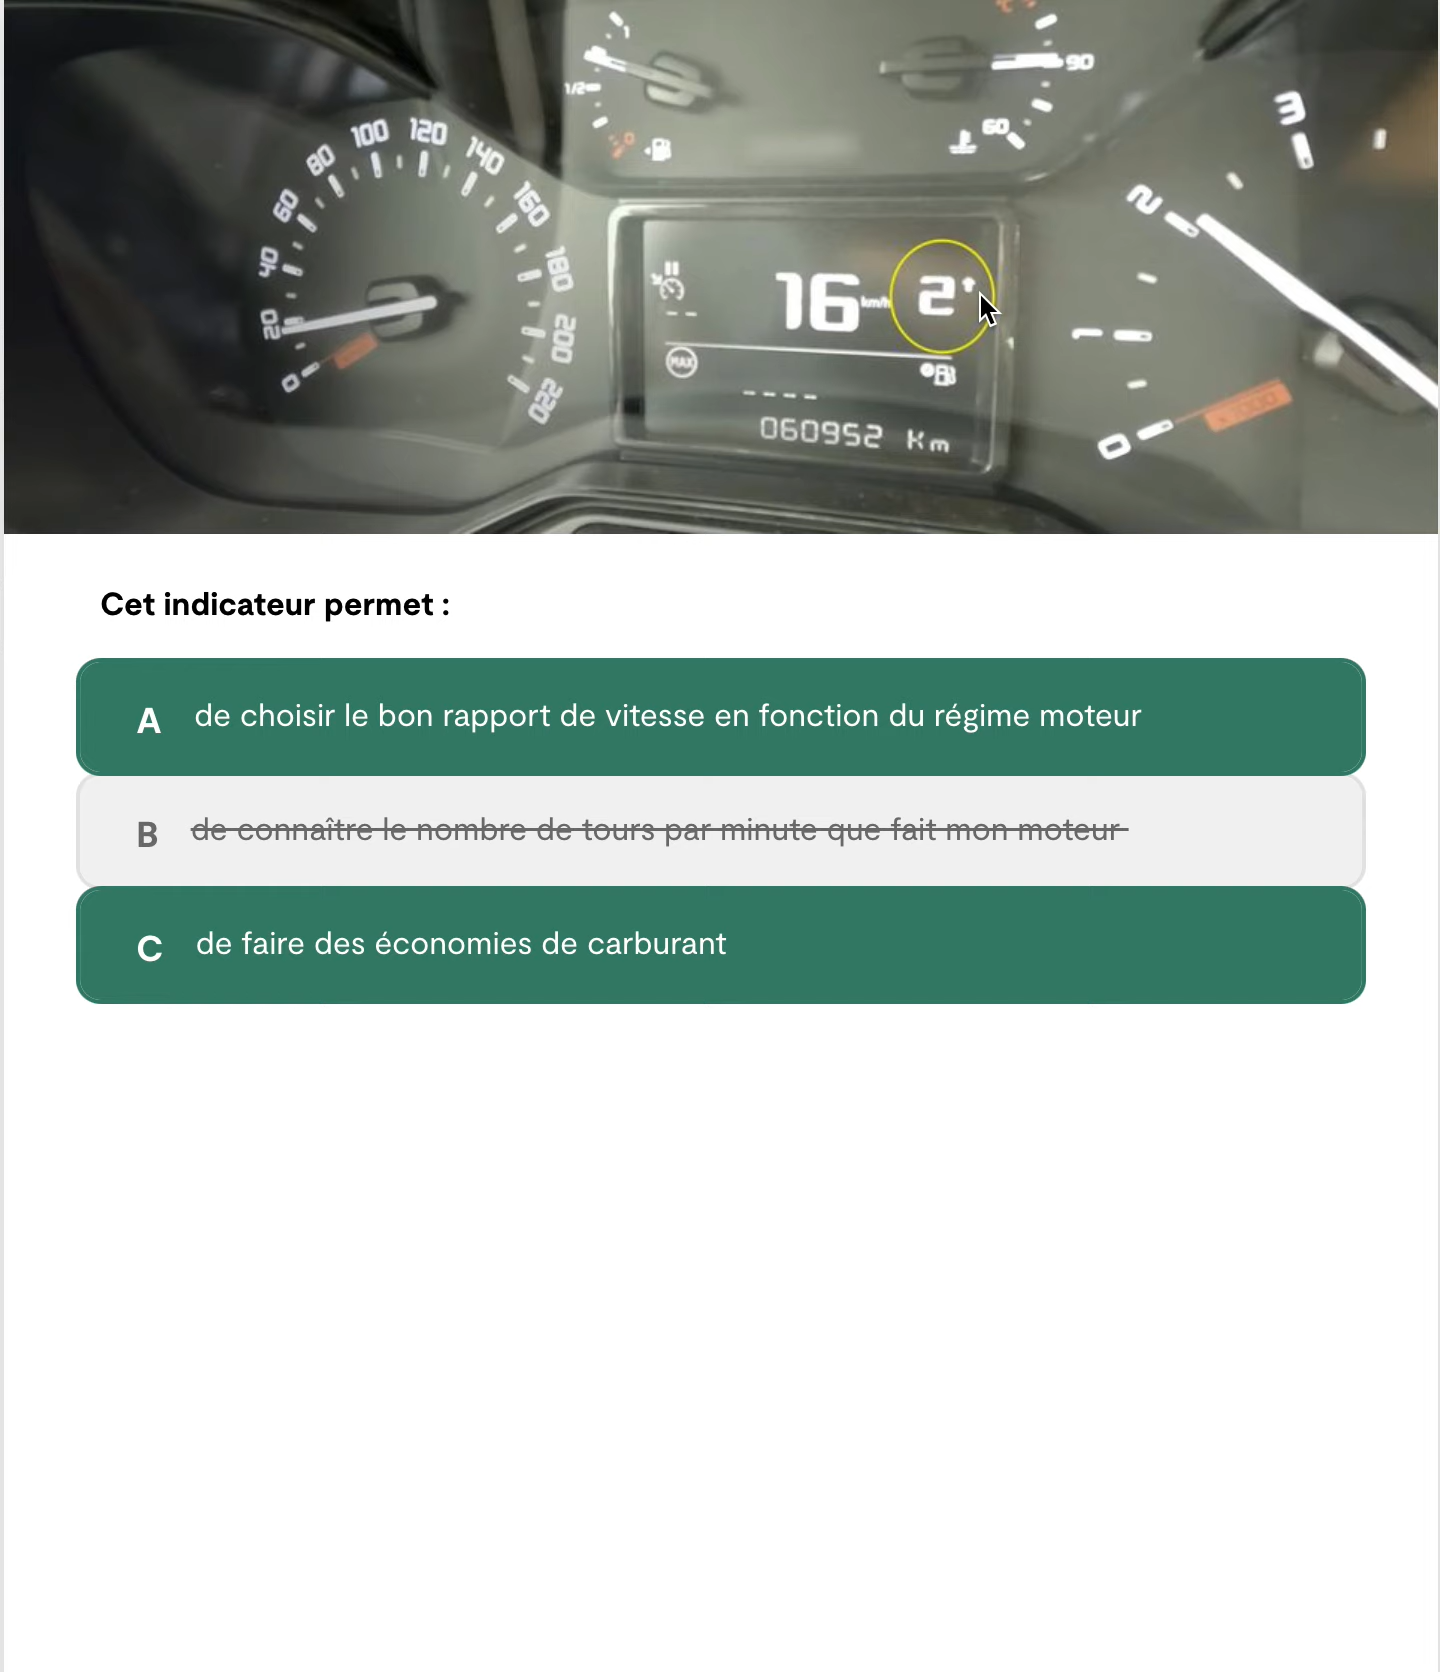 1
1/2
0
90
60
0
20
40
60
80
100
120
140
160
180
200
220
16 km/h 2
MAX
----
060952 Km
0
1
2
3
x 1000
Cet indicateur permet :
A de choisir le bon rapport de vitesse en fonction du régime moteur
B de connaître le nombre de tours par minute que fait mon moteur
C de faire des économies de carburant